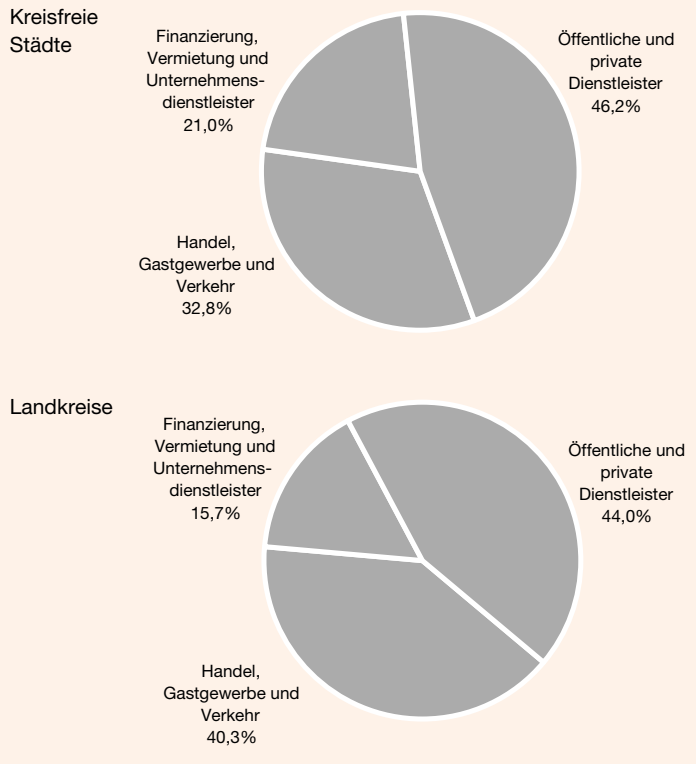 Kreisfreie
Städte
Finanzierung,
Vermietung und
Unternehmens-
dienstleister
21,0%
Öffentliche und
private
Dienstleister
46,2%
Handel,
Gastgewerbe und
Verkehr
32,8%
Landkreise
Finanzierung,
Vermietung und
Unternehmens-
dienstleister
15,7%
Öffentliche und
private
Dienstleister
44,0%
Handel,
Gastgewerbe und
Verkehr
40,3%